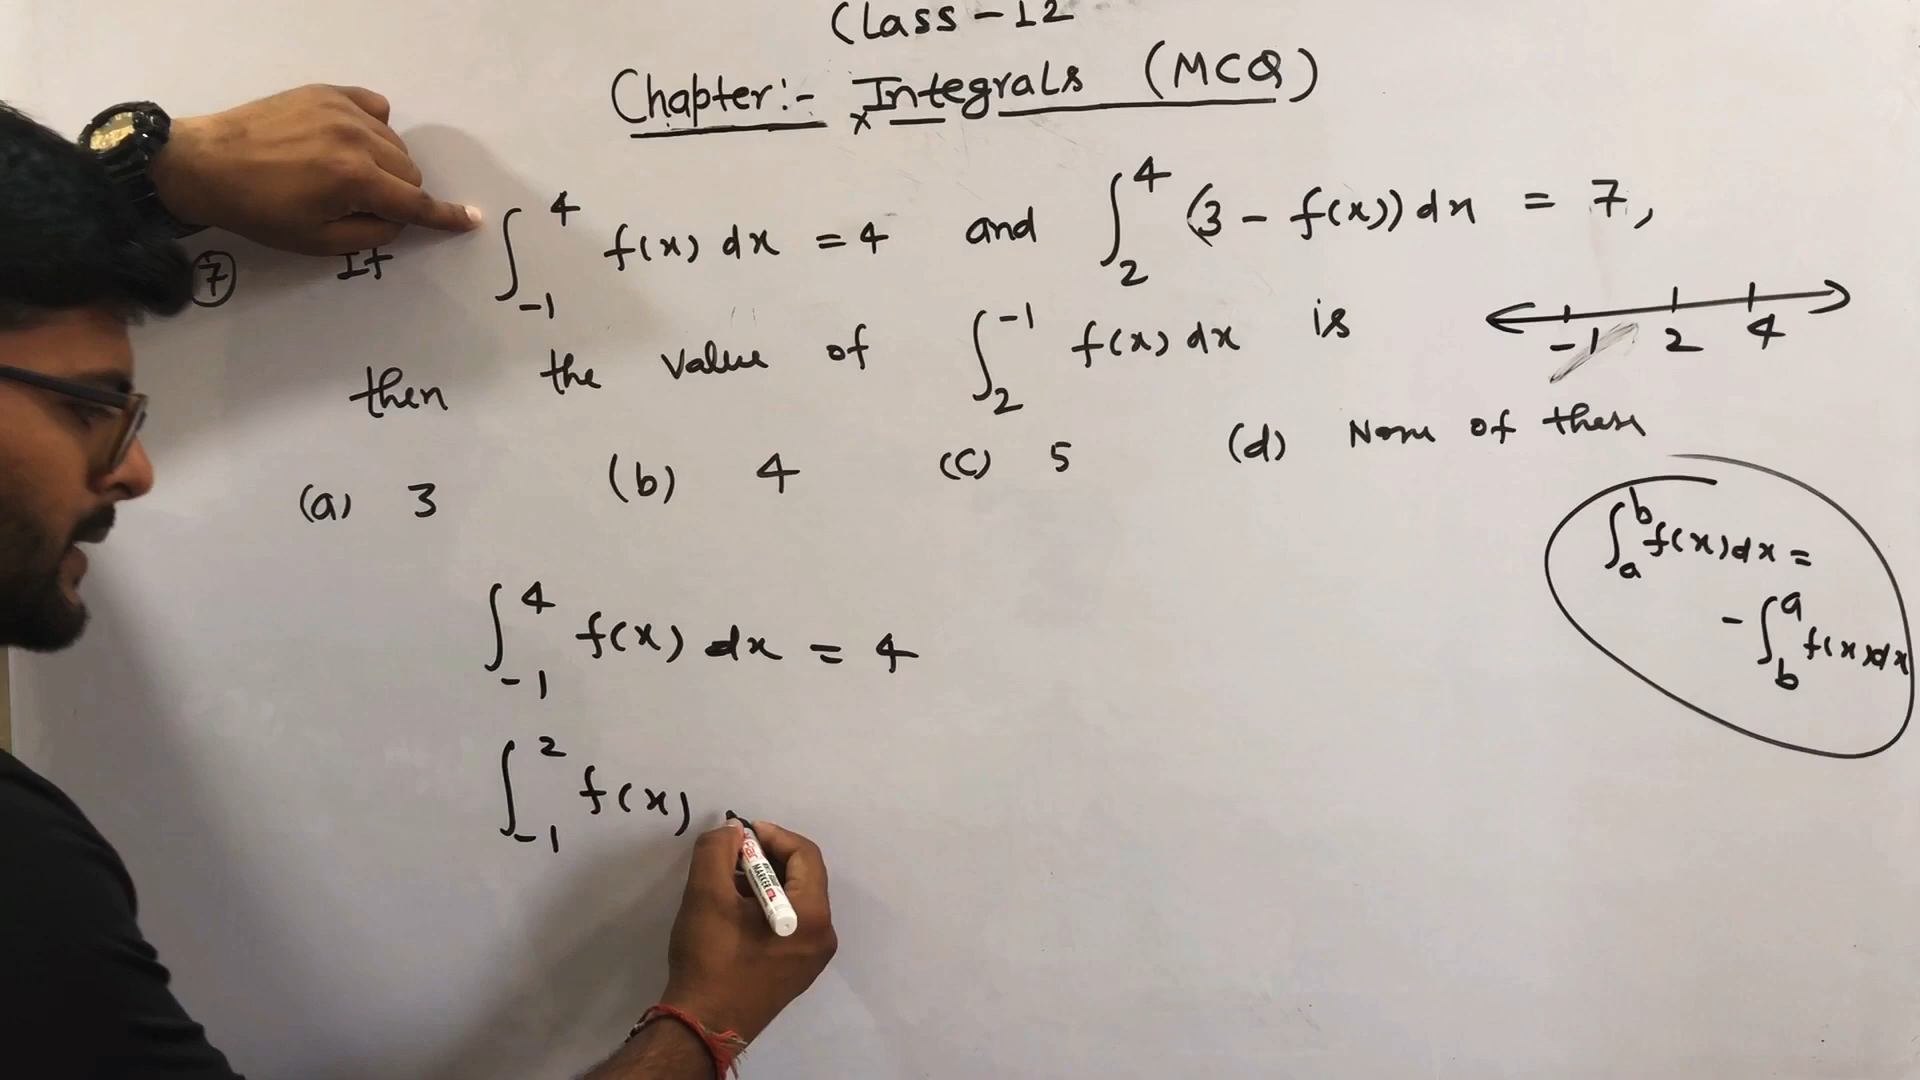 Class - 12
Chapter:- Integrals (MCQ)
⑦ If ∫_{-1}^{4} f(x) dx = 4 and ∫_{2}^{4} (3 - f(x)) dx = 7,
then the value of ∫_{2}^{-1} f(x) dx is
-1 2 4
(a) 3 (b) 4 (c) 5 (d) None of these
∫_{a}^{b} f(x) dx =
- ∫_{b}^{a} f(x) dx
∫_{-1}^{4} f(x) dx = 4
∫_{-1}^{2} f(x)
MARKER